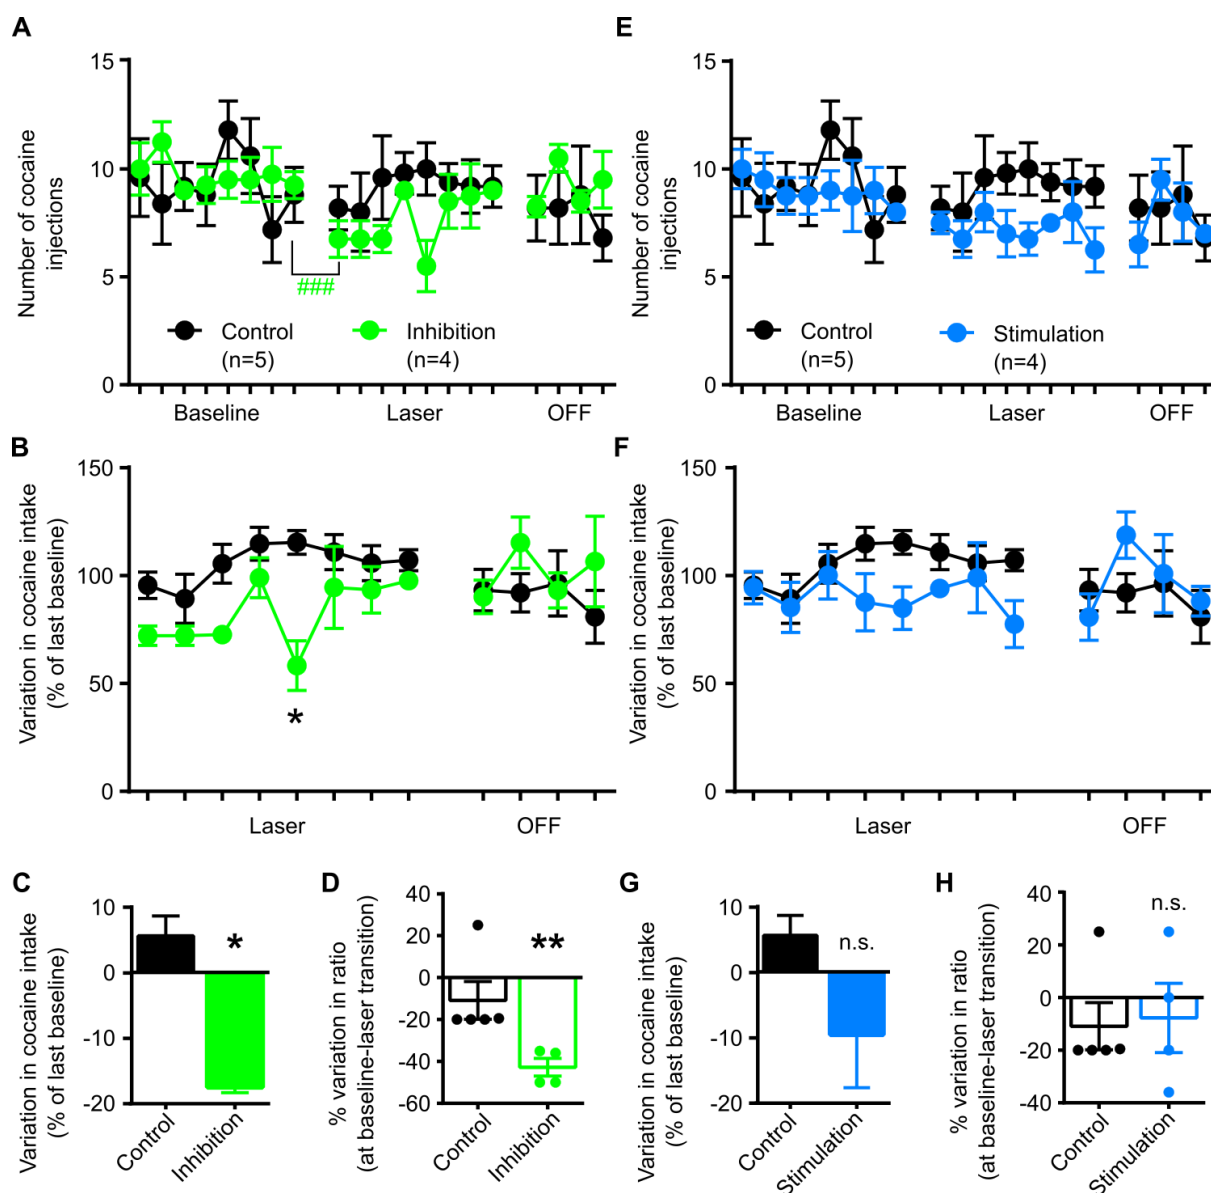 A
Number of cocaine
injections
15
10
5
0
###
Control
(n=5)
Inhibition
(n=4)
Baseline
Laser
OFF
E
Number of cocaine
injections
15
10
5
0
Control
(n=5)
Stimulation
(n=4)
Baseline
Laser
OFF
B
Variation in cocaine intake
(% of last baseline)
150
100
50
0
*
Laser
OFF
F
Variation in cocaine intake
(% of last baseline)
150
100
50
0
Laser
OFF
C
Variation in cocaine intake
(% of last baseline)
10
0
-10
-20
*
Control
Inhibition
D
% variation in ratio
(at baseline-laser transition)
40
20
0
-20
-40
-60
**
Control
Inhibition
G
Variation in cocaine intake
(% of last baseline)
10
0
-10
-20
n.s.
Control
Stimulation
H
% variation in ratio
(at baseline-laser transition)
40
20
0
-20
-40
n.s.
Control
Stimulation